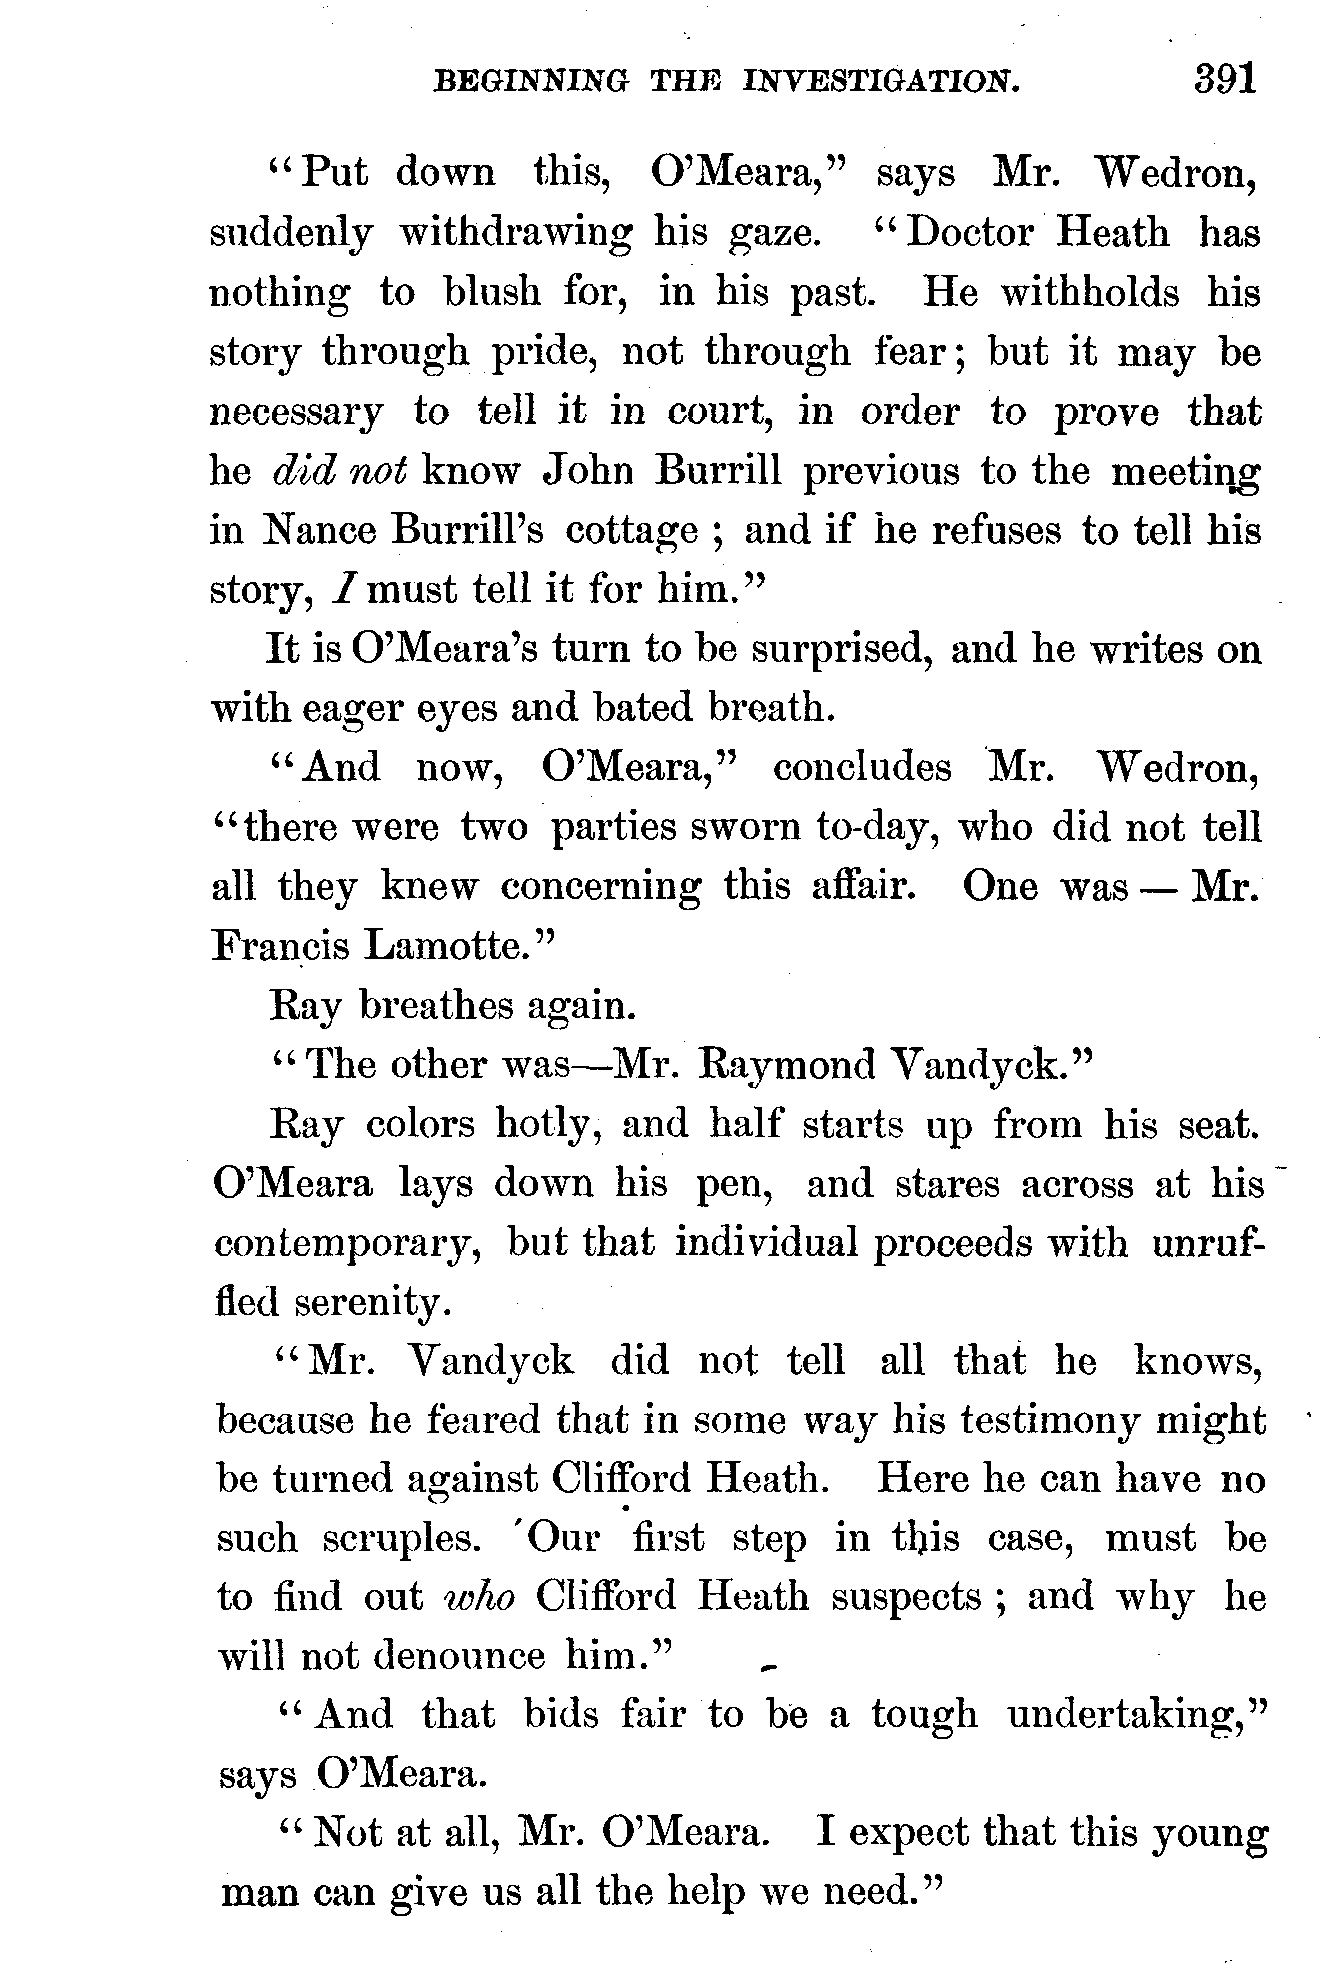 BEGINNING THE INVESTIGATION. 391
“Put down this, O’Meara,” says Mr. Wedron,
suddenly withdrawing his gaze. “Doctor Heath has
nothing to blush for, in his past. He withholds his
story through pride, not through fear; but it may be
necessary to tell it in court, in order to prove that
he did not know John Burrill previous to the meeting
in Nance Burrill’s cottage ; and if he refuses to tell his
story, I must tell it for him.”
It is O’Meara’s turn to be surprised, and he writes on
with eager eyes and bated breath.
“And now, O’Meara,” concludes Mr. Wedron,
“there were two parties sworn to-day, who did not tell
all they knew concerning this affair. One was — Mr.
Francis Lamotte.”
Ray breathes again.
“The other was—Mr. Raymond Vandyck.”
Ray colors hotly, and half starts up from his seat.
O’Meara lays down his pen, and stares across at his
contemporary, but that individual proceeds with unruf-
fled serenity.
“Mr. Vandyck did not tell all that he knows,
because he feared that in some way his testimony might
be turned against Clifford Heath. Here he can have no
such scruples. Our first step in this case, must be
to find out who Clifford Heath suspects ; and why he
will not denounce him.”
“And that bids fair to be a tough undertaking,”
says O’Meara.
“Not at all, Mr. O’Meara. I expect that this young
man can give us all the help we need.”